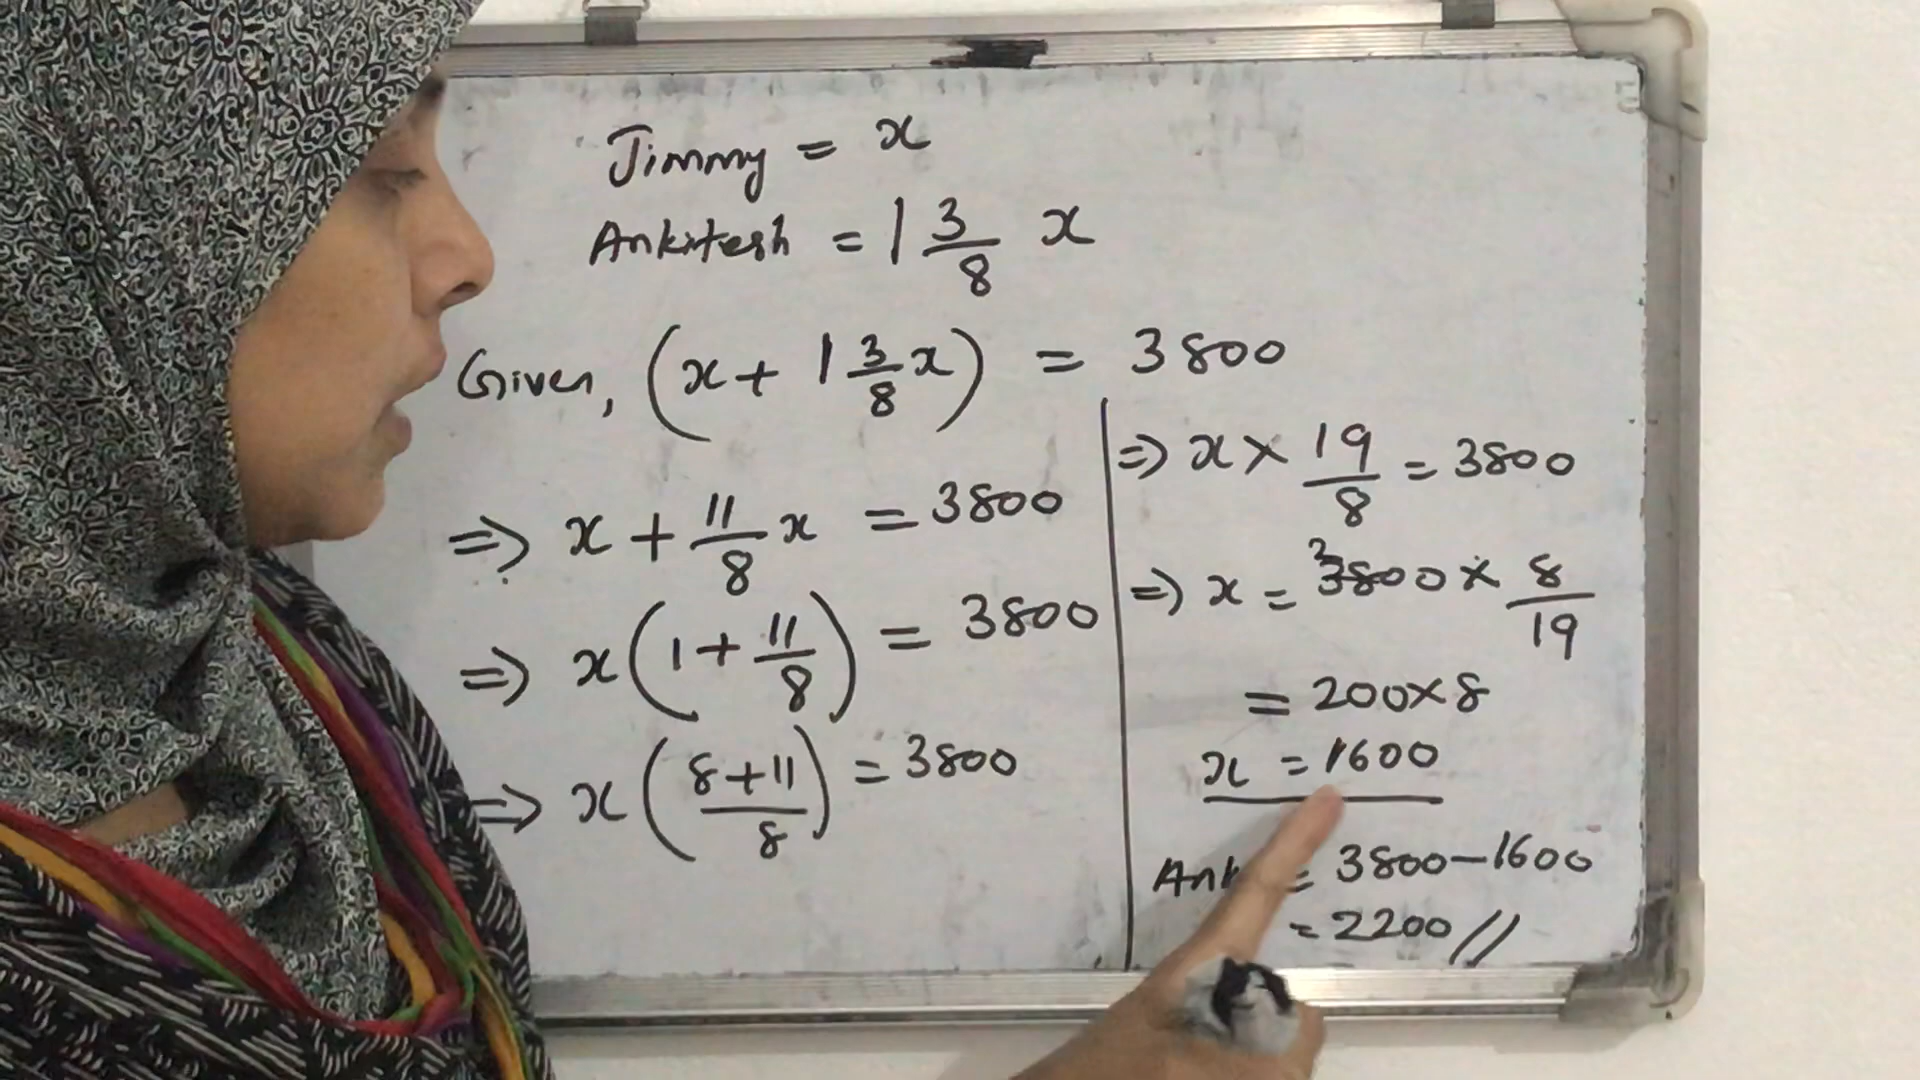 Jimmy = x
Ankitesh = 1 3/8 x
Given, (x + 1 3/8 x) = 3800
=> x + 11/8 x = 3800
=> x(1 + 11/8) = 3800
=> x((8+11)/8) = 3800
=> x × 19/8 = 3800
=> x = 3800 × 8/19
= 200×8
x = 1600
= 3800-1600
= 2200 //